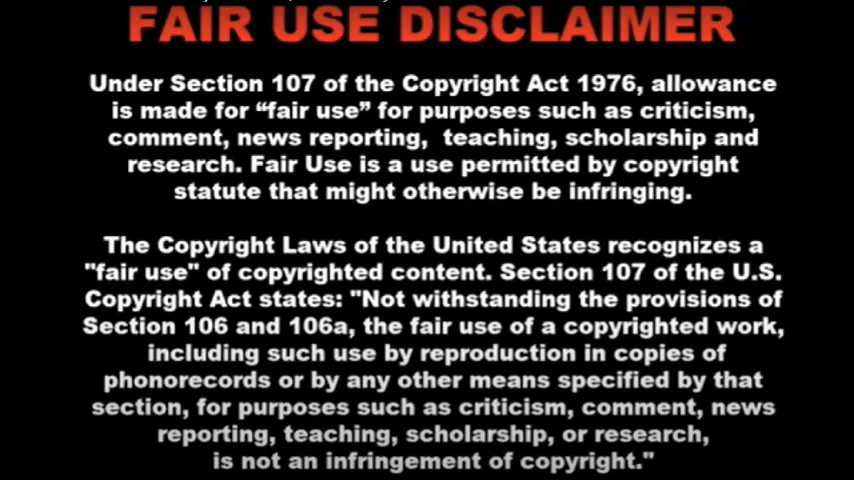 FAIR USE DISCLAIMER
Under Section 107 of the Copyright Act 1976, allowance
is made for “fair use” for purposes such as criticism,
comment, news reporting, teaching, scholarship and
research. Fair Use is a use permitted by copyright
statute that might otherwise be infringing.
The Copyright Laws of the United States recognizes a
"fair use" of copyrighted content. Section 107 of the U.S.
Copyright Act states: "Not withstanding the provisions of
Section 106 and 106a, the fair use of a copyrighted work,
including such use by reproduction in copies of
phonorecords or by any other means specified by that
section, for purposes such as criticism, comment, news
reporting, teaching, scholarship, or research,
is not an infringement of copyright."